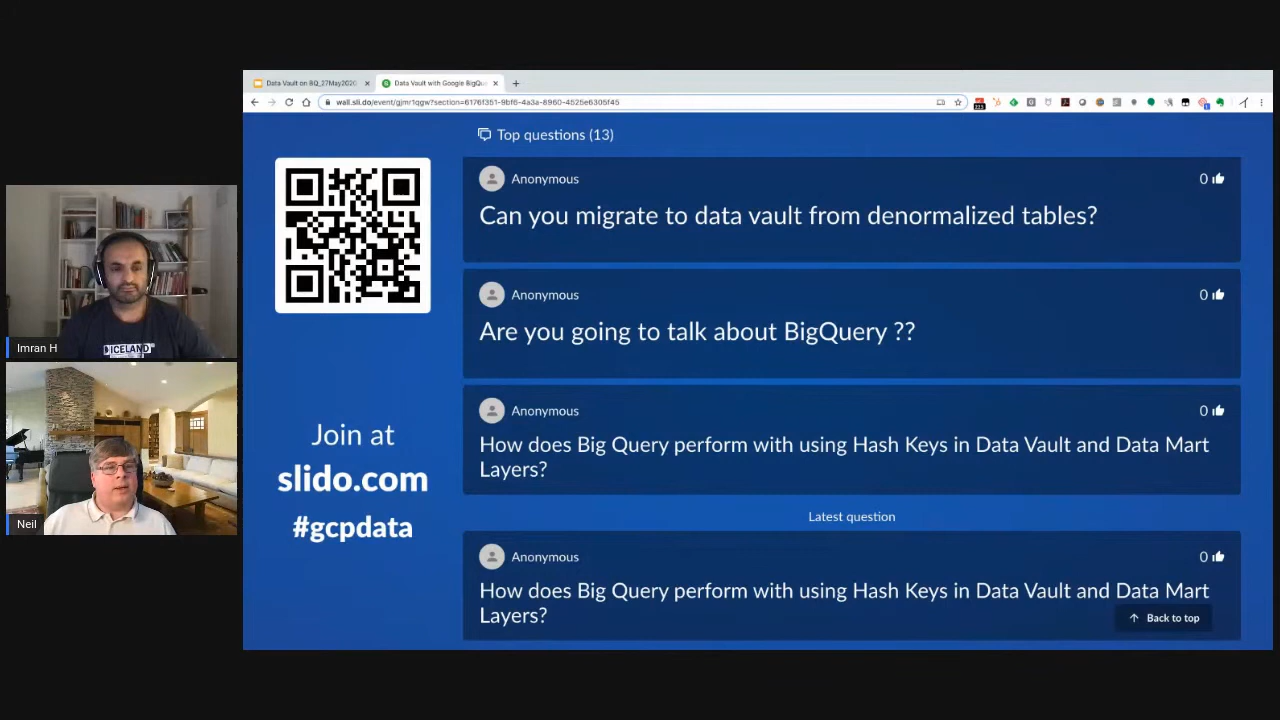 Data Vault on BQ_27May2020
Data Vault with Google BigQu
wall.sli.do/event/gjmr1qgw?section=6176f351-9bf6-4a3a-8960-4525e6305f45
Top questions (13)
Anonymous
0
Can you migrate to data vault from denormalized tables?
Anonymous
0
Are you going to talk about BigQuery ??
Anonymous
0
How does Big Query perform with using Hash Keys in Data Vault and Data Mart
Layers?
Latest question
Anonymous
0
How does Big Query perform with using Hash Keys in Data Vault and Data Mart
Layers?
Back to top
Join at
slido.com
#gcpdata
ICELAND
Imran H
Neil